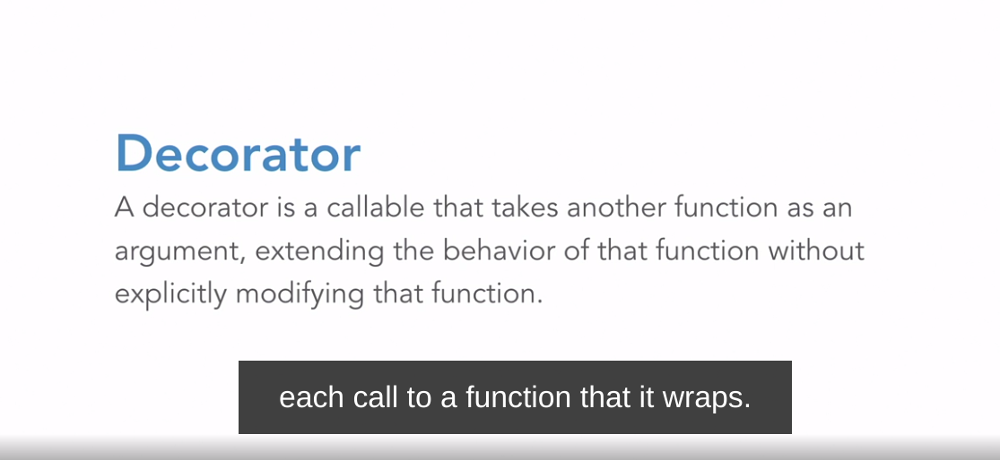 Decorator
A decorator is a callable that takes another function as an
argument, extending the behavior of that function without
explicitly modifying that function.
each call to a function that it wraps.